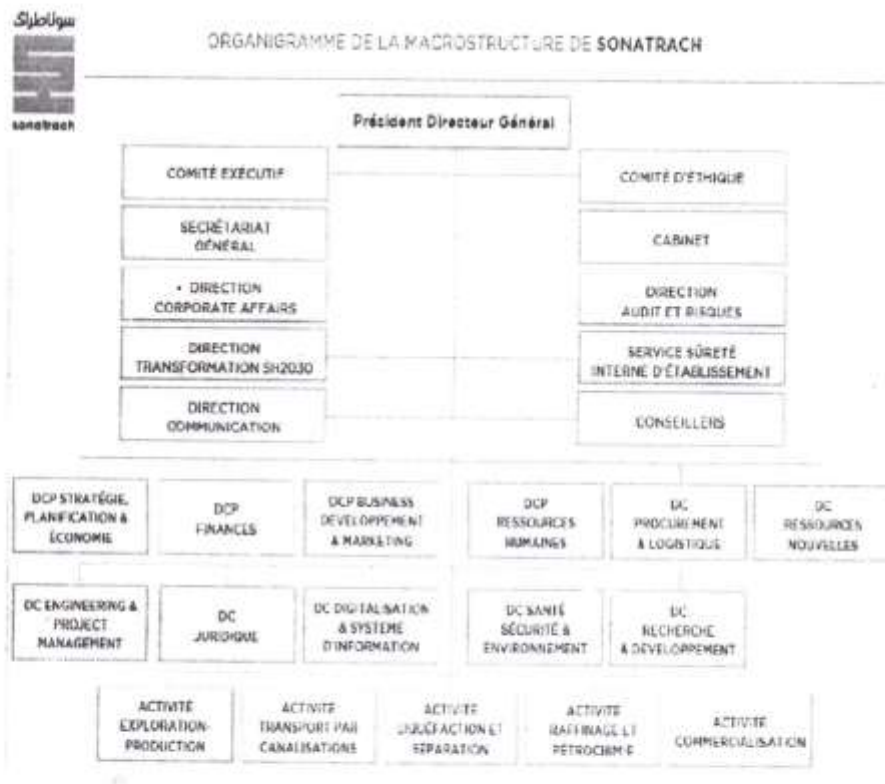 سوناطراك
sonatrach
ORGANIGRAMME DE LA MACROSTRUCTURE DE SONATRACH
Président Directeur Général
COMITÉ EXÉCUTIF
COMITÉ D'ÉTHIQUE
SECRÉTARIAT
GÉNÉRAL
CABINET
• DIRECTION
CORPORATE AFFAIRS
DIRECTION
AUDIT ET RISQUES
DIRECTION
TRANSFORMATION SH2030
SERVICE SÛRETÉ
INTERNE D'ÉTABLISSEMENT
DIRECTION
COMMUNICATION
CONSEILLERS
DCP STRATÉGIE,
PLANIFICATION &
ÉCONOMIE
DCP
FINANCES
DCP BUSINESS
DEVELOPPEMENT
& MARKETING
DCP
RESSOURCES
HUMAINES
DC
PROCUREMENT
& LOGISTIQUE
DC
RESSOURCES
NOUVELLES
DC ENGINEERING &
PROJECT
MANAGEMENT
DC
JURIDIQUE
DC DIGITALISATION
& SYSTÈME
D'INFORMATION
DC SANTÉ
SÉCURITÉ &
ENVIRONNEMENT
DC
RECHERCHE
& DÉVELOPPEMENT
ACTIVITÉ
EXPLORATION-
PRODUCTION
ACTIVITÉ
TRANSPORT PAR
CANALISATIONS
ACTIVITÉ
LIQUÉFACTION ET
SÉPARATION
ACTIVITÉ
RAFFINAGE ET
PÉTROCHIMIE
ACTIVITÉ
COMMERCIALISATION